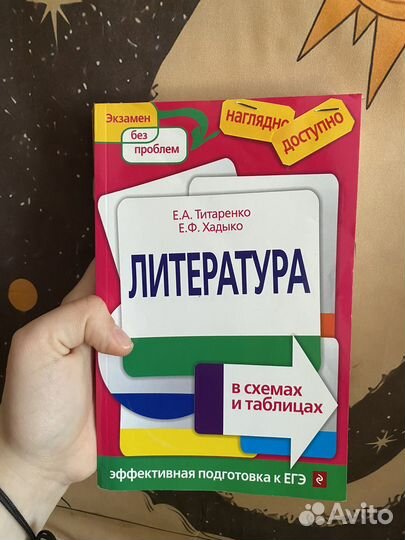 Экзамен
без
проблем
наглядно
доступно
Е.А. Титаренко
Е.Ф. Хадыко
ЛИТЕРАТУРА
в схемах
и таблицах
эффективная подготовка к ЕГЭ
Avito